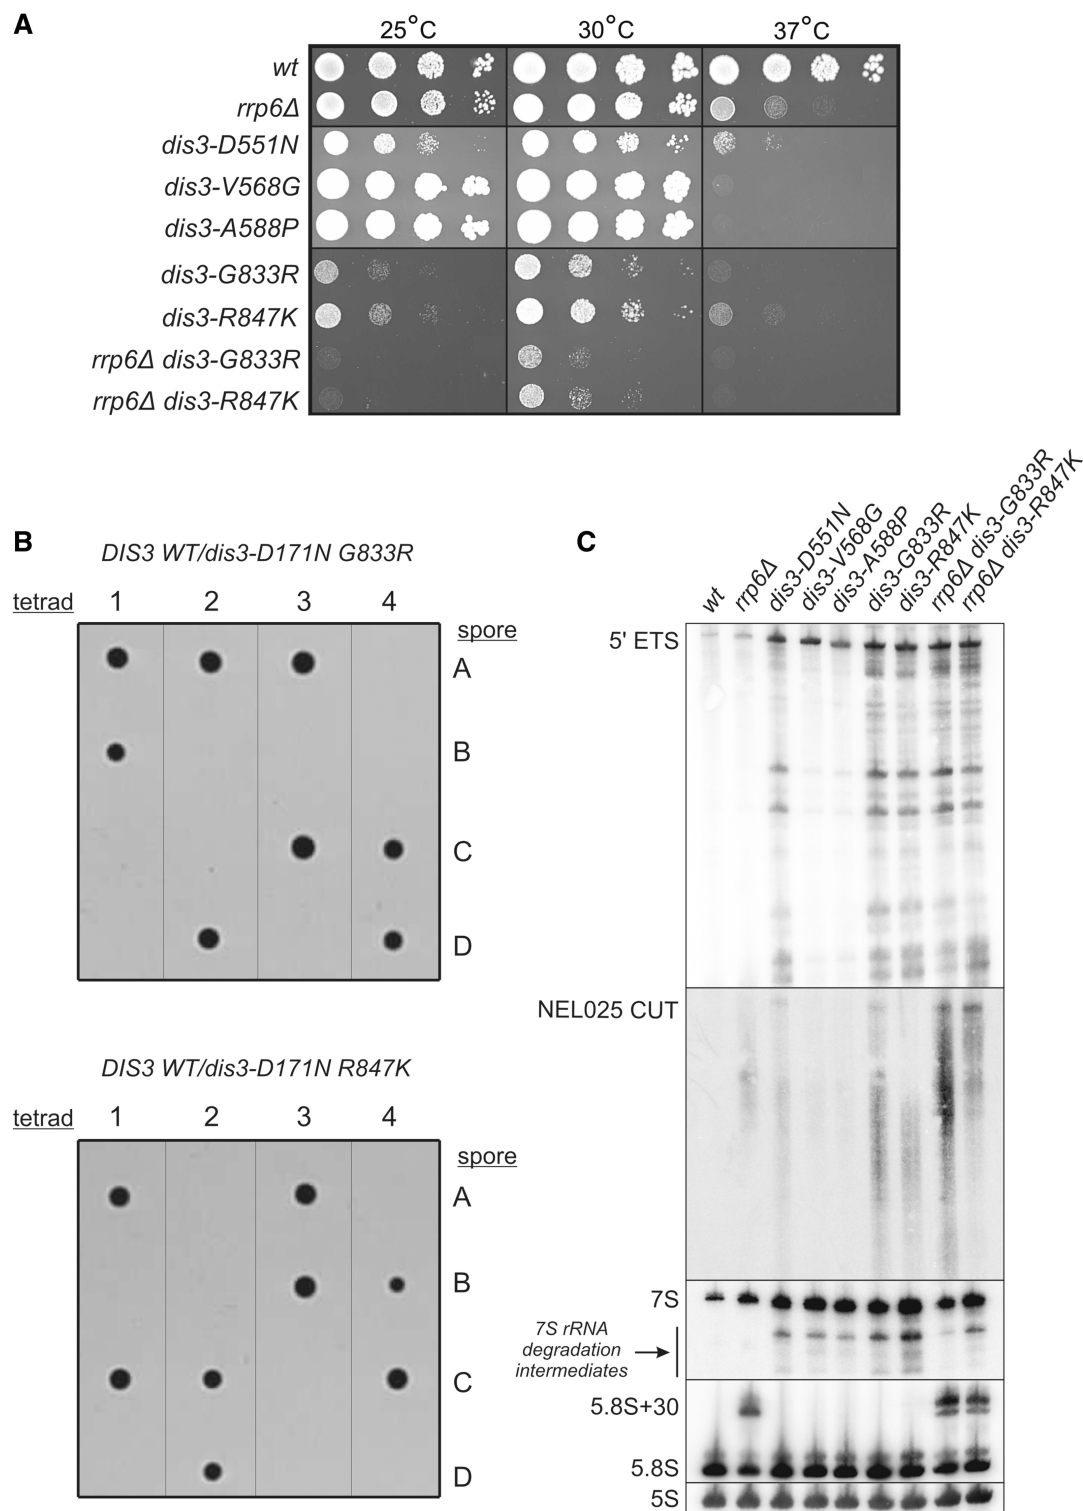 A
25°C 30°C 37°C
wt
rrp6Δ
dis3-D551N
dis3-V568G
dis3-A588P
dis3-G833R
dis3-R847K
rrp6Δ dis3-G833R
rrp6Δ dis3-R847K
B
DIS3 WT/dis3-D171N G833R
tetrad 1 2 3 4
spore
A
B
C
D
DIS3 WT/dis3-D171N R847K
tetrad 1 2 3 4
spore
A
B
C
D
C
wt
rrp6Δ
dis3-D551N
dis3-V568G
dis3-A588P
dis3-G833R
dis3-R847K
rrp6Δ dis3-G833R
rrp6Δ dis3-R847K
5' ETS
NEL025 CUT
7S
7S rRNA
degradation
intermediates
5.8S+30
5.8S
5S